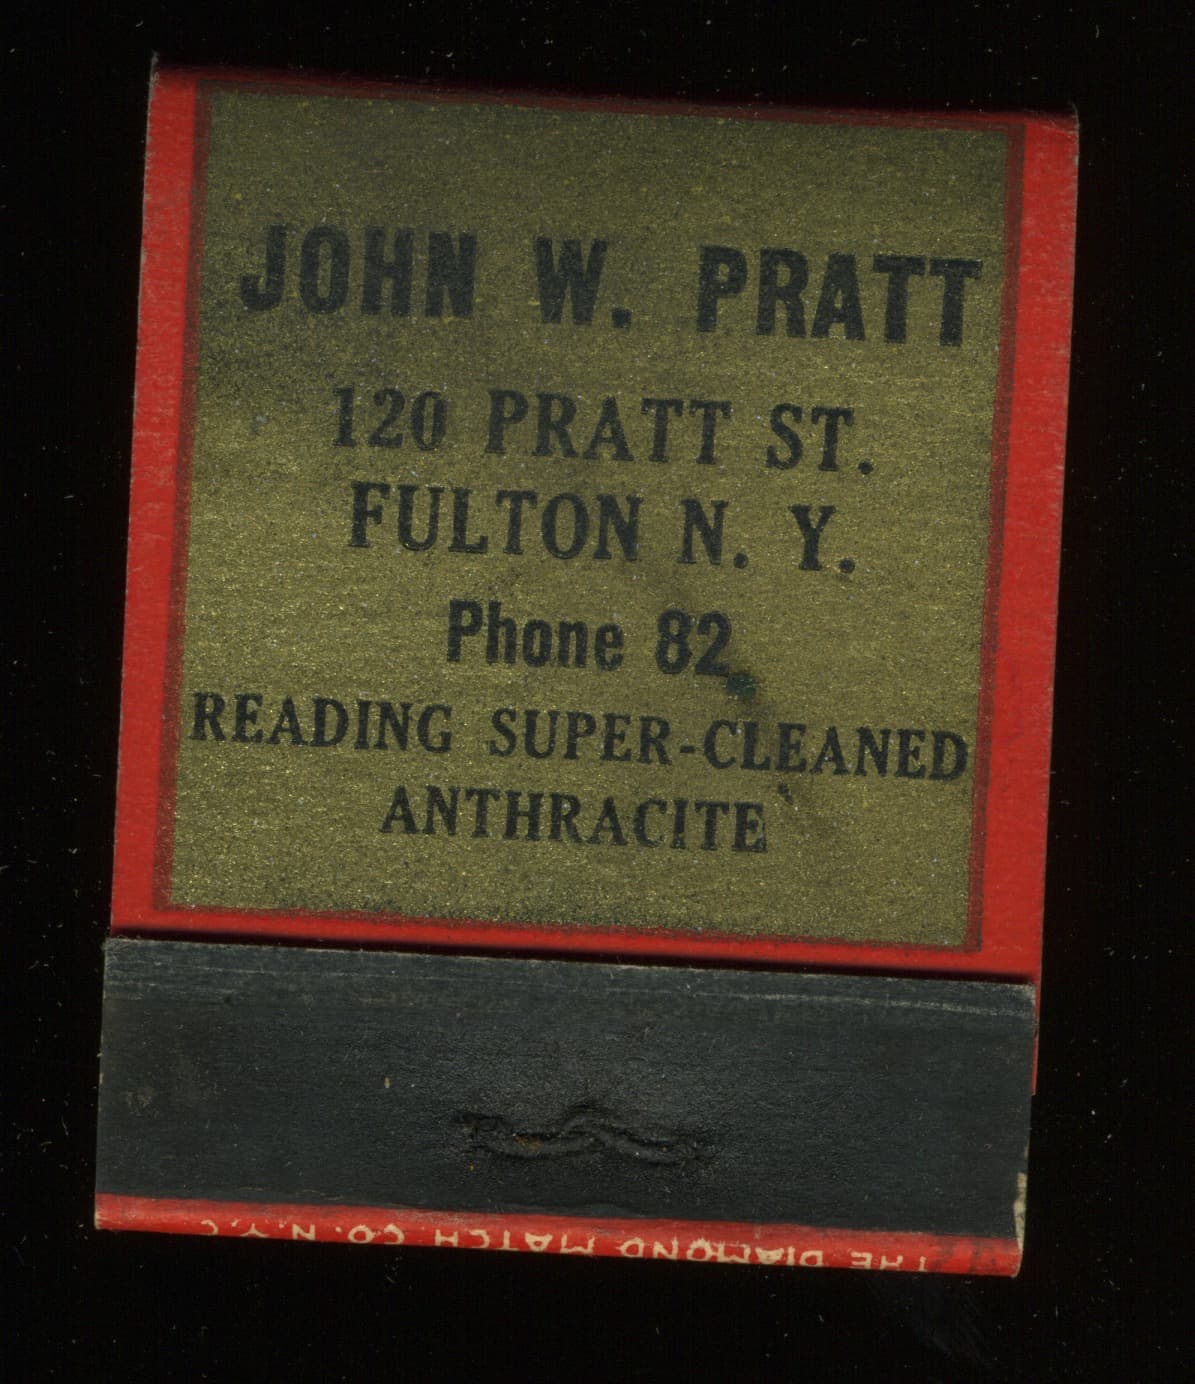 JOHN W. PRATT
120 PRATT ST.
FULTON N. Y.
Phone 82
READING SUPER-CLEANED
ANTHRACITE
THE DIAMOND MATCH CO. N.Y.C